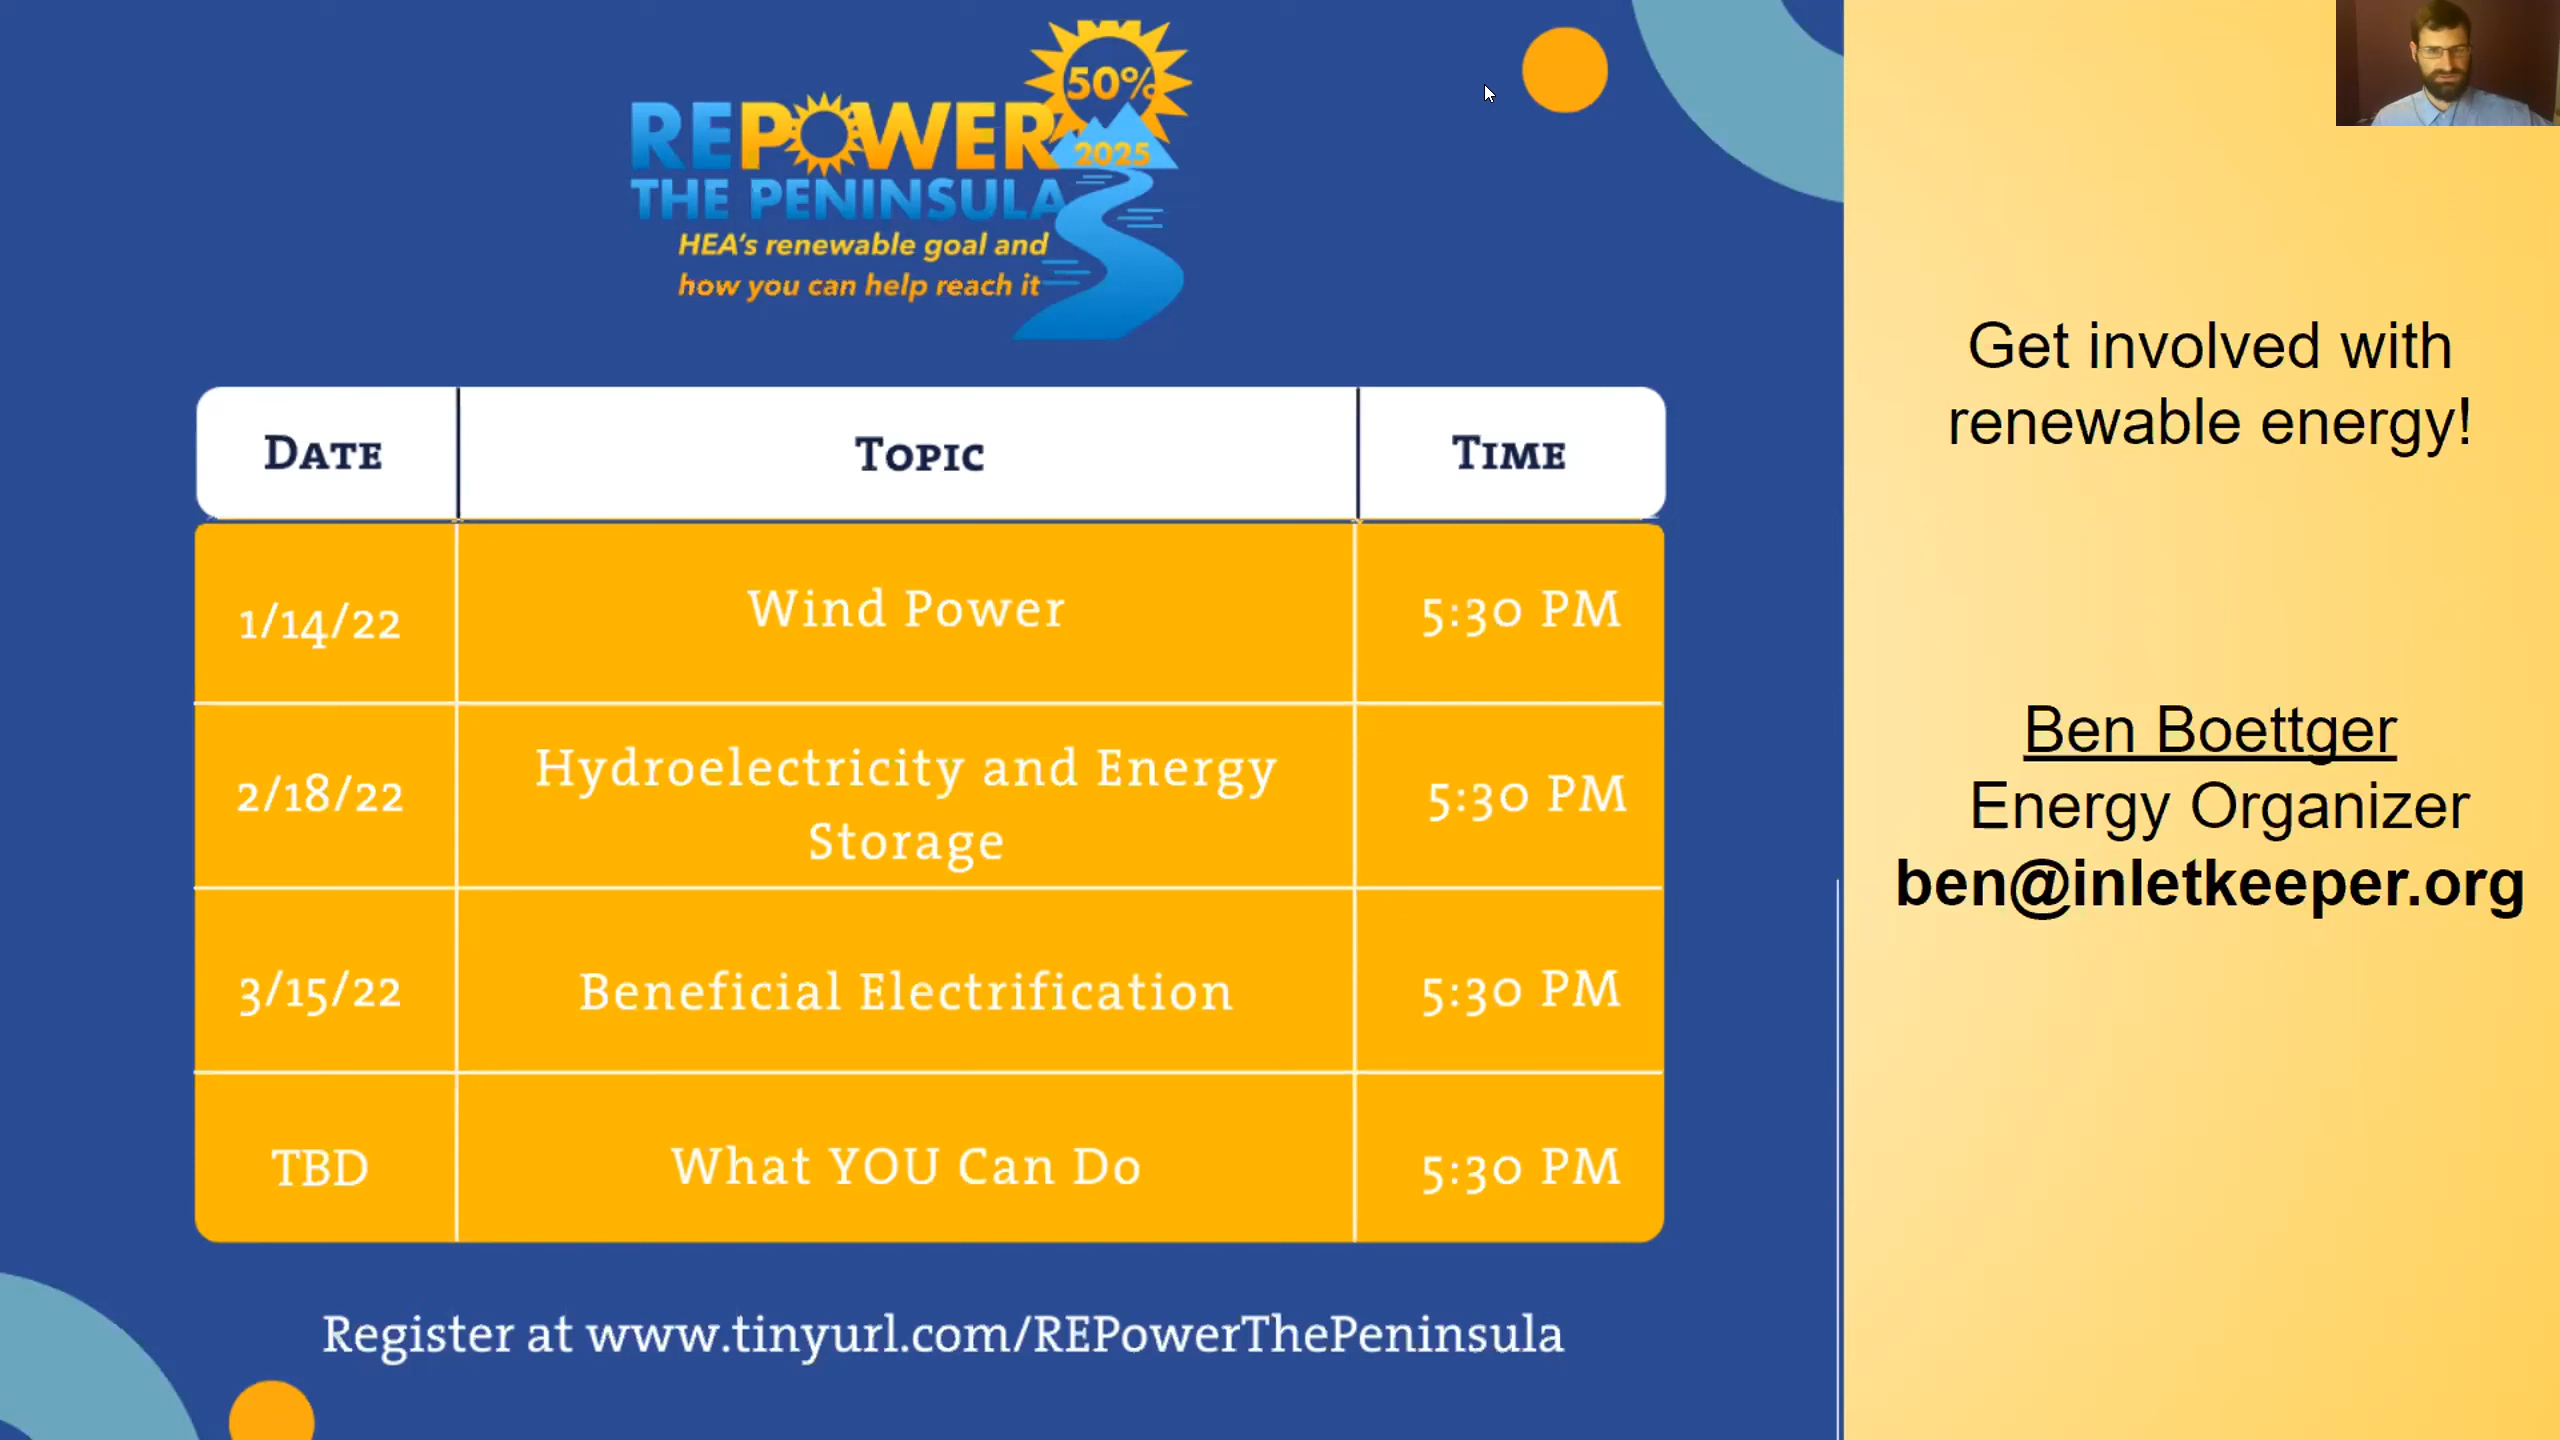 50%
REPOWER
2025
THE PENINSULA
HEA's renewable goal and
how you can help reach it
DATE TOPIC TIME
1/14/22 Wind Power 5:30 PM
2/18/22 Hydroelectricity and Energy 5:30 PM
Storage
3/15/22 Beneficial Electrification 5:30 PM
TBD What YOU Can Do 5:30 PM
Register at www.tinyurl.com/REPowerThePeninsula
Get involved with
renewable energy!
Ben Boettger
Energy Organizer
ben@inletkeeper.org